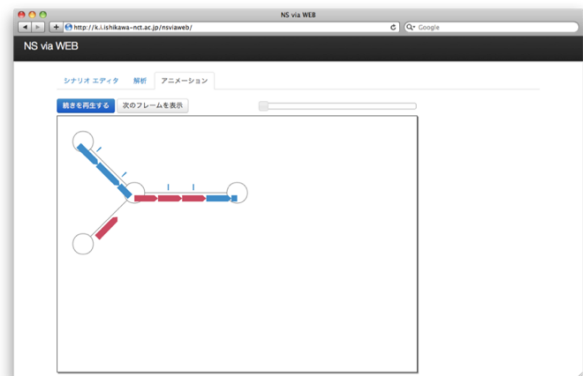 NS via WEB
http://k.i.ishikawa-nct.ac.jp/nsviaweb/
Google
NS via WEB
シナリオ エディタ 解析 アニメーション
続きを再生する 次のフレームを表示